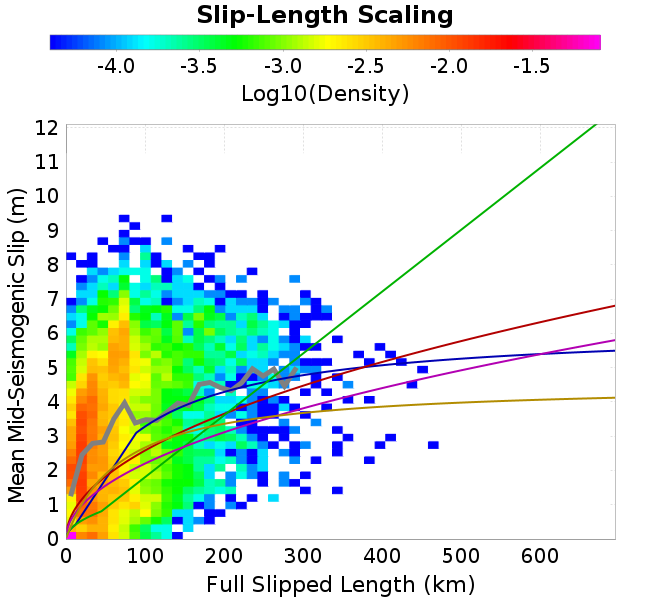 Slip-Length Scaling
-4.0 -3.5 -3.0 -2.5 -2.0 -1.5
Log10(Density)
Mean Mid-Seismogenic Slip (m)
12
11
10
9
8
7
6
5
4
3
2
1
0
0 100 200 300 400 500 600
Full Slipped Length (km)